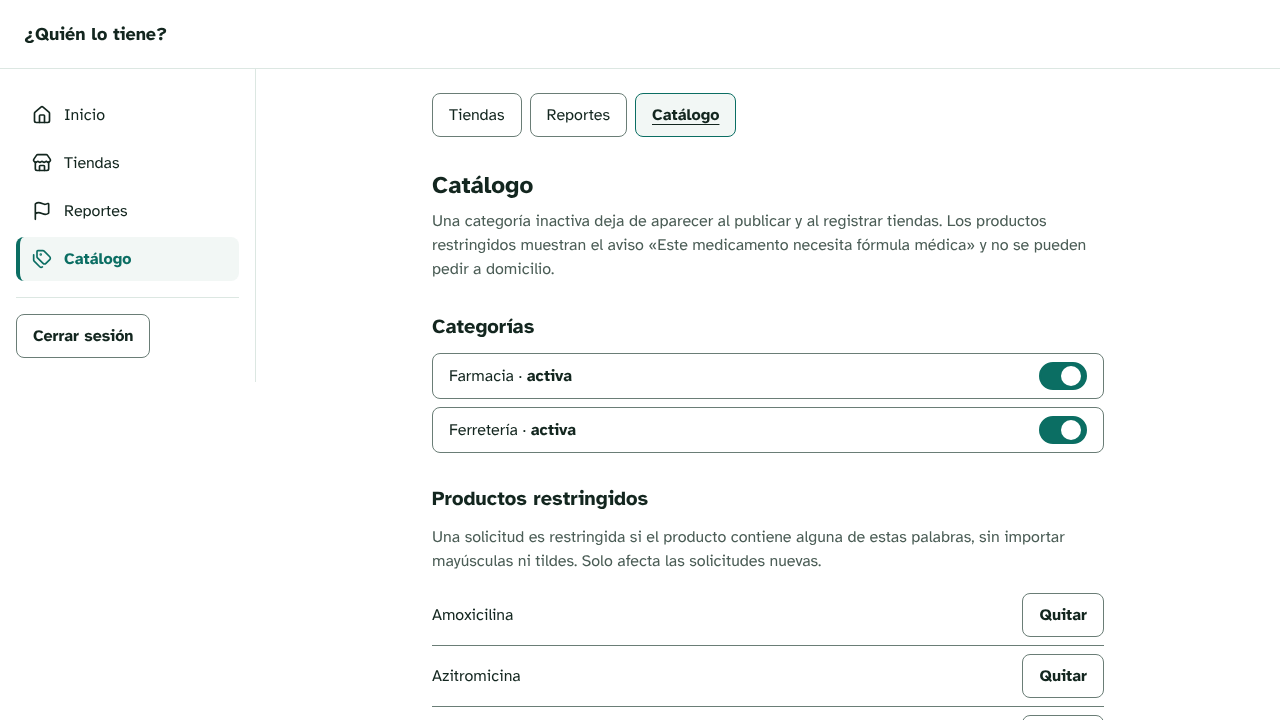 ¿Quién lo tiene?
Inicio
Tiendas
Reportes
Catálogo
Cerrar sesión
Tiendas
Reportes
Catálogo
Catálogo
Una categoría inactiva deja de aparecer al publicar y al registrar tiendas. Los productos
restringidos muestran el aviso «Este medicamento necesita fórmula médica» y no se pueden
pedir a domicilio.
Categorías
Farmacia · activa
Ferretería · activa
Productos restringidos
Una solicitud es restringida si el producto contiene alguna de estas palabras, sin importar
mayúsculas ni tildes. Solo afecta las solicitudes nuevas.
Amoxicilina
Quitar
Azitromicina
Quitar